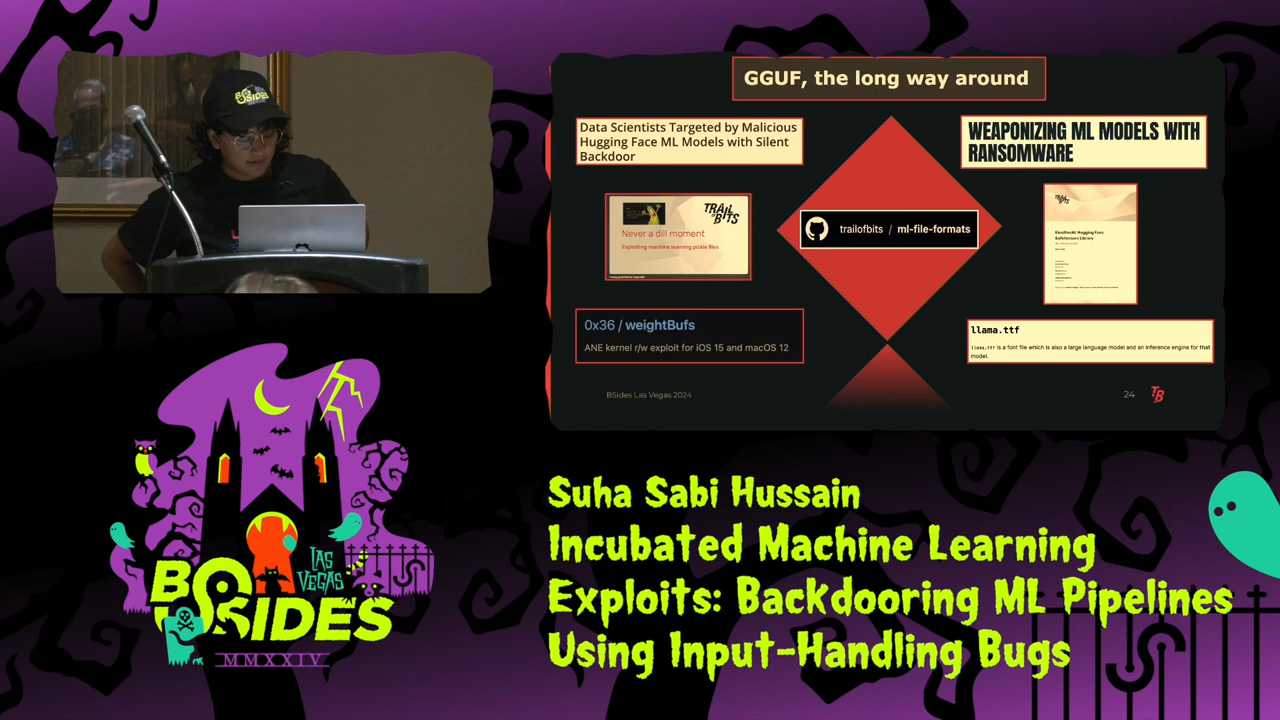 BSIDES
GGUF, the long way around
Data Scientists Targeted by Malicious
Hugging Face ML Models with Silent
Backdoor
WEAPONIZING ML MODELS WITH
RANSOMWARE
TRAIL
OF BITS
Never a dill moment
Exploiting machine learning pickle files
trailofbits / ml-file-formats
0x36 / weightBufs
ANE kernel r/w exploit for iOS 15 and macOS 12
llama.ttf
llama.ttf is a font file which is also a large language model and an inference engine for that
model.
BSides Las Vegas 2024
24
TB
LAS
VEGAS
BSIDES
MMXXIV
Suha Sabi Hussain
Incubated Machine Learning
Exploits: Backdooring ML Pipelines
Using Input-Handling Bugs